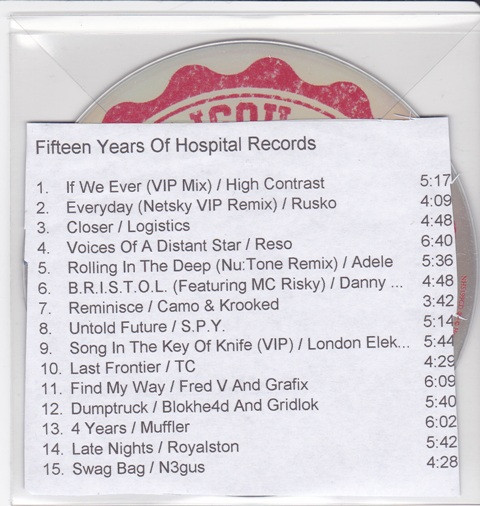 Fifteen Years Of Hospital Records
1. If We Ever (VIP Mix) / High Contrast 5:17
2. Everyday (Netsky VIP Remix) / Rusko 4:09
3. Closer / Logistics 4:48
4. Voices Of A Distant Star / Reso 6:40
5. Rolling In The Deep (Nu:Tone Remix) / Adele 5:36
6. B.R.I.S.T.O.L. (Featuring MC Risky) / Danny ... 4:48
7. Reminisce / Camo & Krooked 3:42
8. Untold Future / S.P.Y. 5:14
9. Song In The Key Of Knife (VIP) / London Elek... 5:44
10. Last Frontier / TC 4:29
11. Find My Way / Fred V And Grafix 6:09
12. Dumptruck / Blokhe4d And Gridlok 5:40
13. 4 Years / Muffler 6:02
14. Late Nights / Royalston 5:42
15. Swag Bag / N3gus 4:28